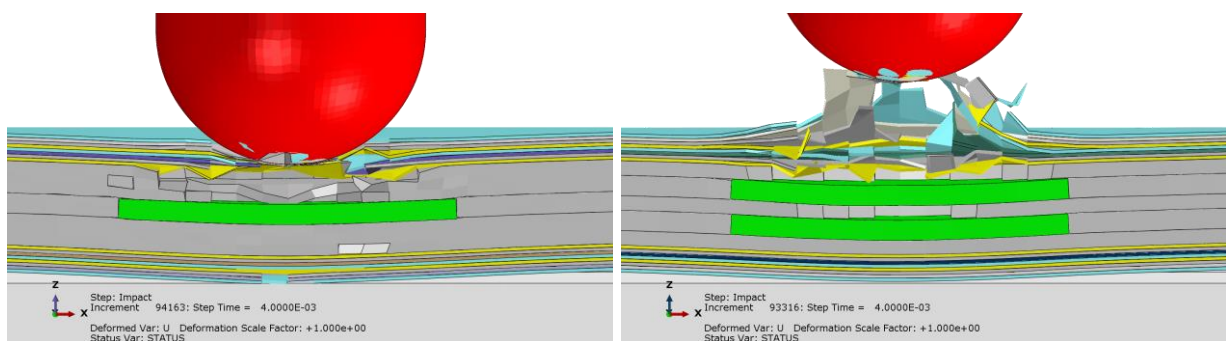 Z
X
Step: Impact
Increment 94163: Step Time = 4.0000E-03
Deformed Var: U Deformation Scale Factor: +1.000e+00
Status Var: STATUS
Z
X
Step: Impact
Increment 93316: Step Time = 4.0000E-03
Deformed Var: U Deformation Scale Factor: +1.000e+00
Status Var: STATUS